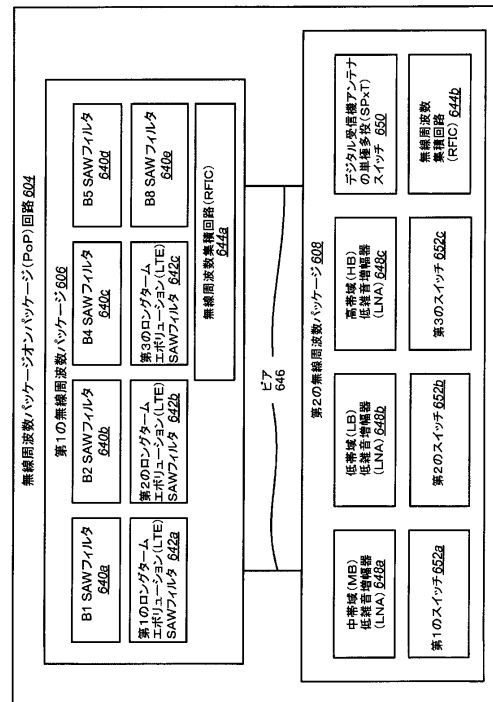 無線周波数パッケージオンパッケージ(PoP)回路 604
第1の無線周波数パッケージ 606
B1 SAWフィルタ
640a
B2 SAWフィルタ
640b
B4 SAWフィルタ
640c
B5 SAWフィルタ
640d
第1のロングターム
エボリューション(LTE)
SAWフィルタ 642a
第2のロングターム
エボリューション(LTE)
SAWフィルタ 642b
第3のロングターム
エボリューション(LTE)
SAWフィルタ 642c
B8 SAWフィルタ
640e
無線周波数集積回路(RFIC)
644a
ビア
646
第2の無線周波数パッケージ 608
中帯域(MB)
低雑音増幅器
(LNA) 648a
低帯域(LB)
低雑音増幅器
(LNA) 648b
高帯域(HB)
低雑音増幅器
(LNA) 648c
デジタル受信機アンテナ
の単極多投(SPxT)
スイッチ 650
第1のスイッチ 652a
第2のスイッチ 652b
第3のスイッチ 652c
無線周波数
集積回路
(RFIC) 644b